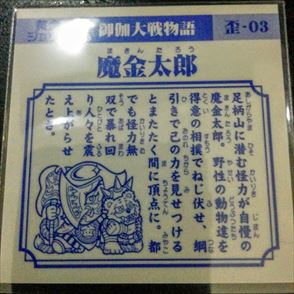 御伽大戦物語
歪-03
まきんたろう
魔金太郎
足柄山に潜む怪力が自慢の
魔金太郎。野性の動物達を
得意の相撲でねじ伏せ、綱
引きで己の力を見せつける
とまたたく間に頂点に。都
でも怪力無
双で暴れ回
り人々を震
え上がらせ
たとさ。